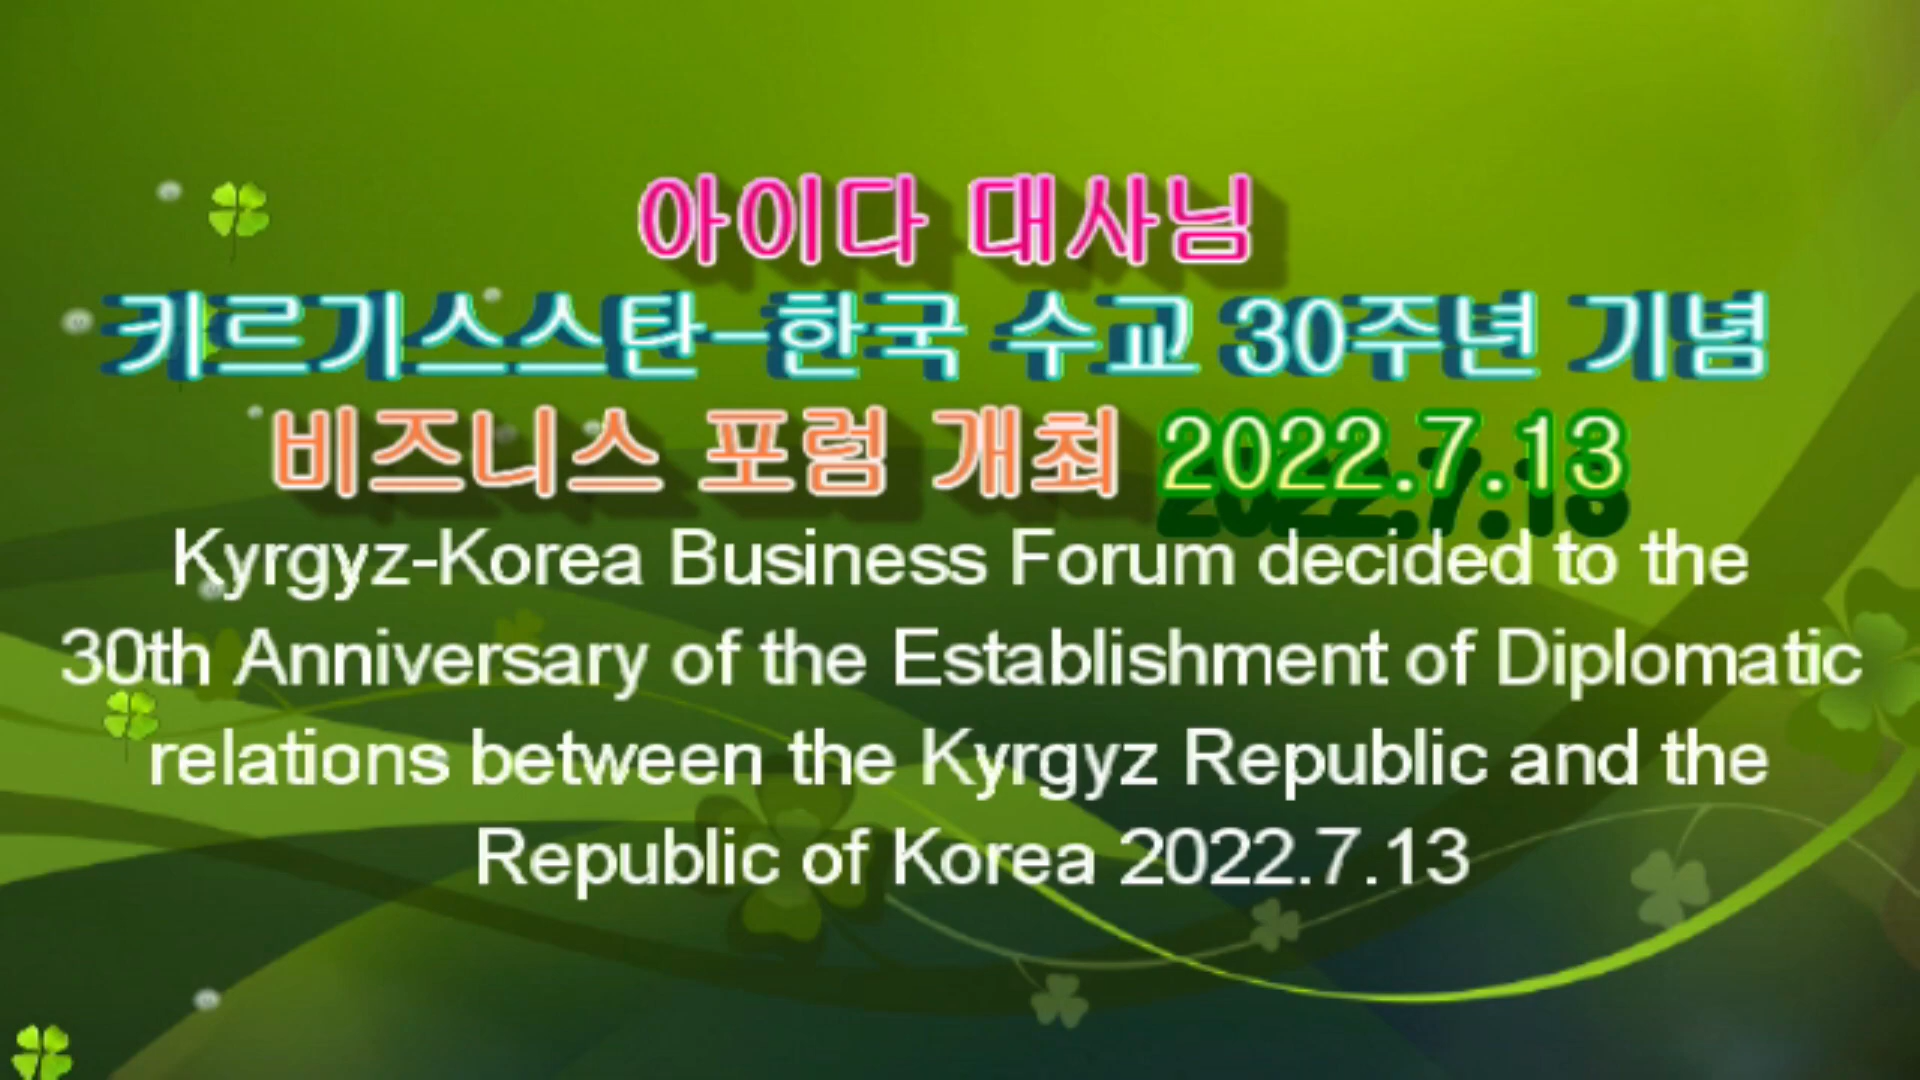 아이다 대사님
키르기스스탄-한국 수교 30주년 기념
비즈니스 포럼 개최 2022.7.13
Kyrgyz-Korea Business Forum decided to the
30th Anniversary of the Establishment of Diplomatic
relations between the Kyrgyz Republic and the
Republic of Korea 2022.7.13